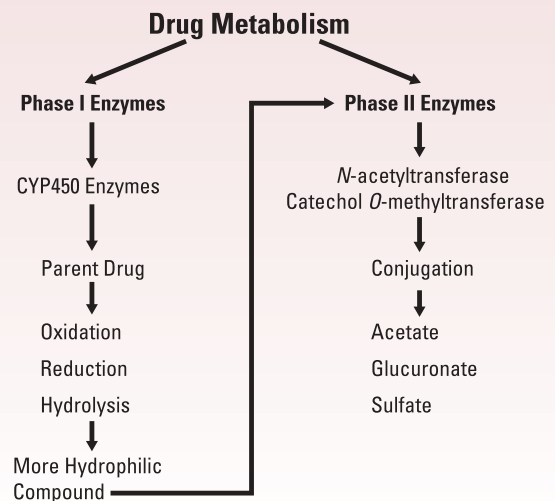 Drug Metabolism
Phase I Enzymes
CYP450 Enzymes
Parent Drug
Oxidation
Reduction
Hydrolysis
More Hydrophilic
Compound
Phase II Enzymes
N-acetyltransferase
Catechol O-methyltransferase
Conjugation
Acetate
Glucuronate
Sulfate